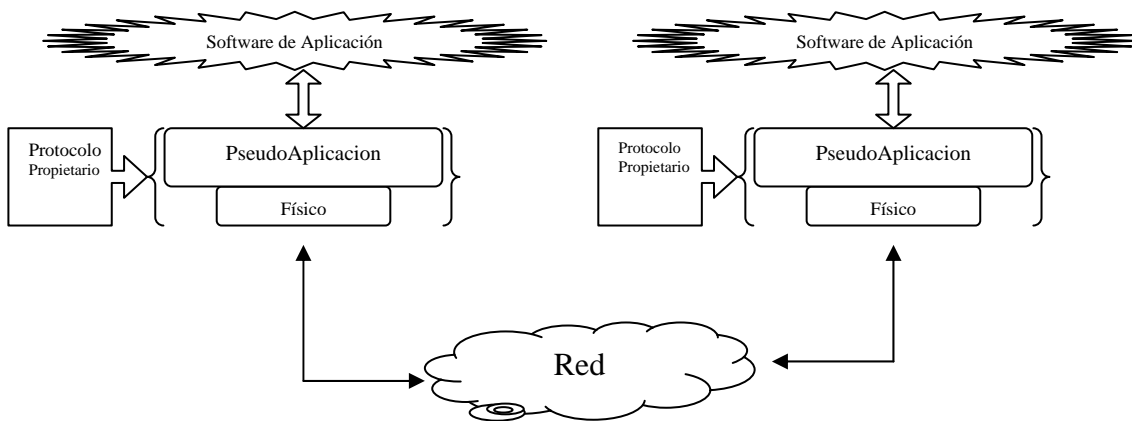 Software de Aplicación
Software de Aplicación
Protocolo
Propietario
PseudoAplicacion
Físico
Protocolo
Propietario
PseudoAplicacion
Físico
Red